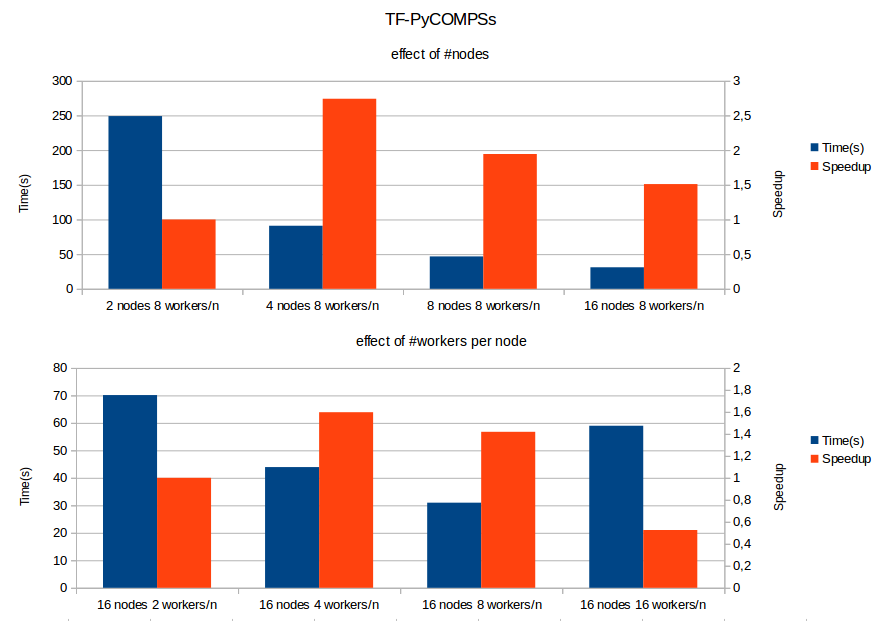 TF-PyCOMPSs
effect of #nodes
300
250
200
150
100
50
0
Time(s)
3
2,5
2
1,5
1
0,5
0
Speedup
Time(s)
Speedup
2 nodes 8 workers/n
4 nodes 8 workers/n
8 nodes 8 workers/n
16 nodes 8 workers/n
effect of #workers per node
80
70
60
50
40
30
20
10
0
Time(s)
2
1,8
1,6
1,4
1,2
1
0,8
0,6
0,4
0,2
0
Speedup
Time(s)
Speedup
16 nodes 2 workers/n
16 nodes 4 workers/n
16 nodes 8 workers/n
16 nodes 16 workers/n